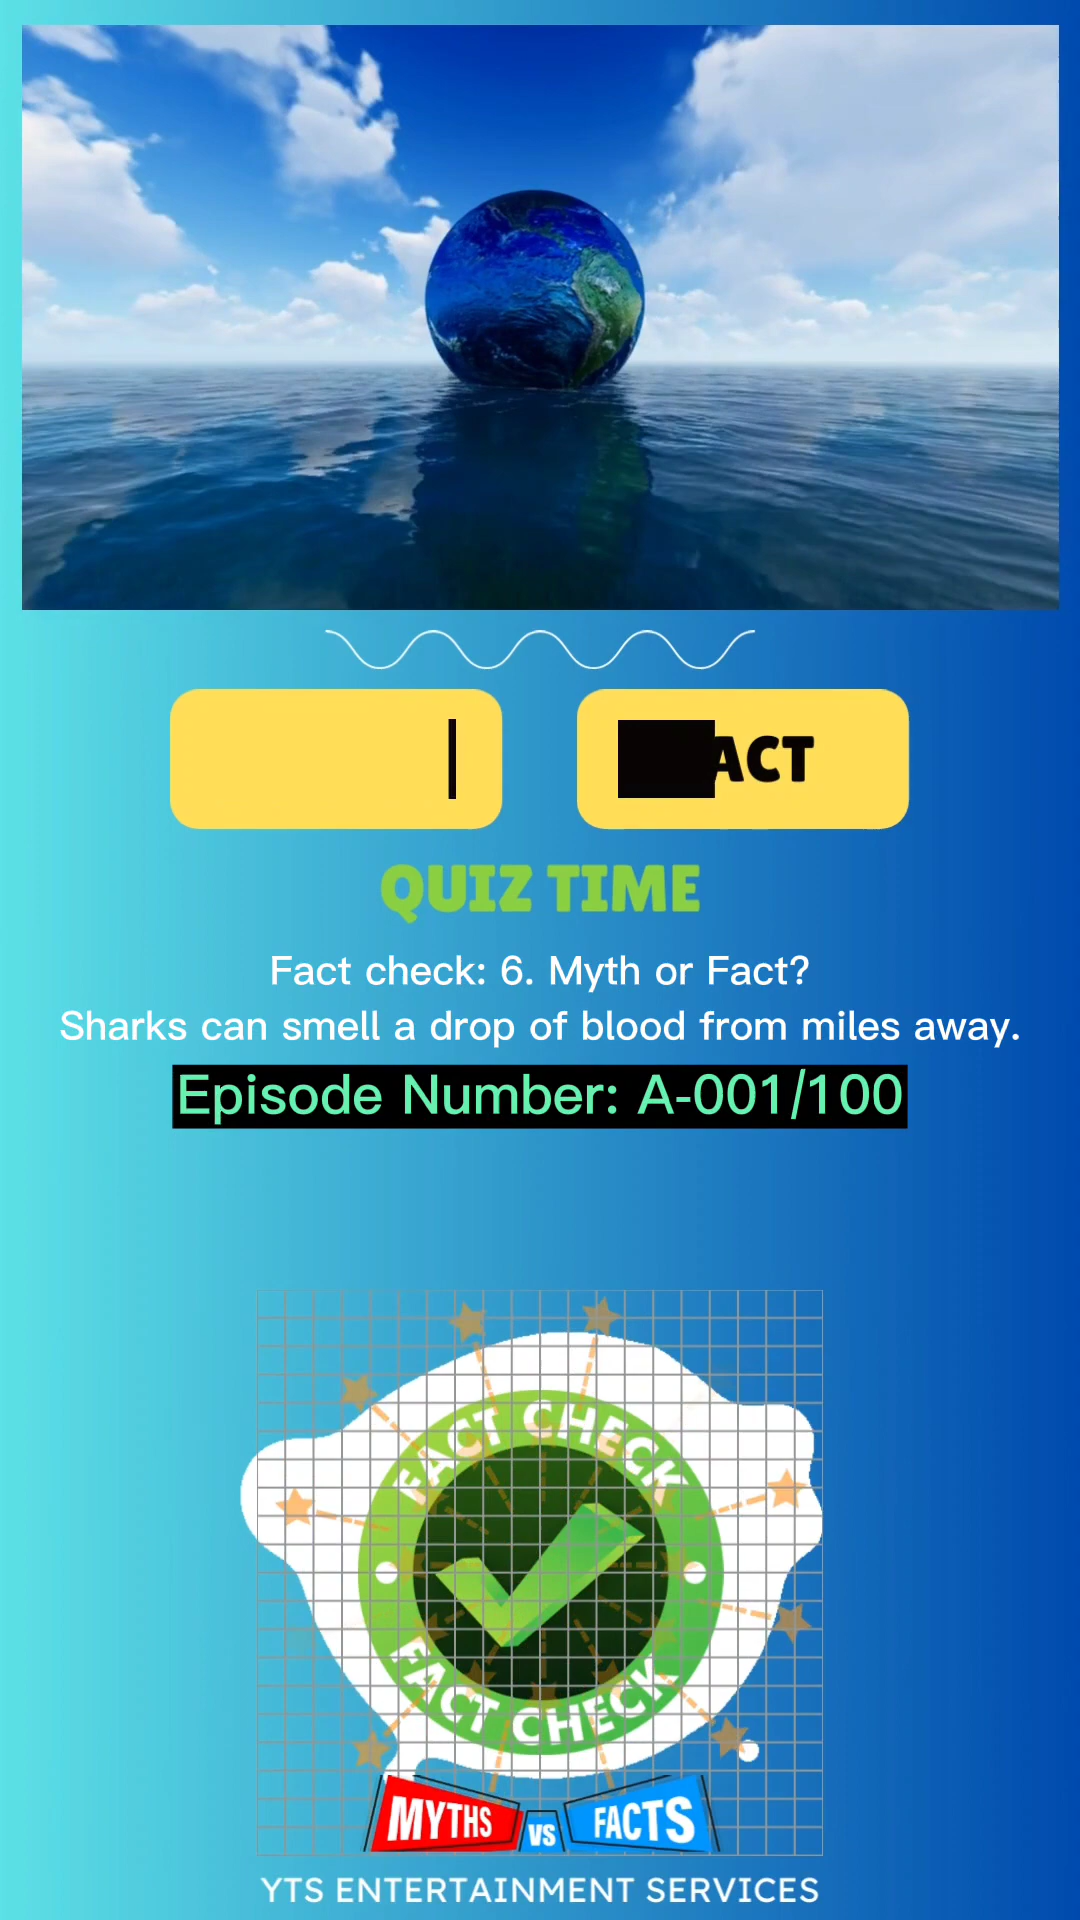 ACT
QUIZ TIME
Fact check: 6. Myth or Fact?
Sharks can smell a drop of blood from miles away.
Episode Number: A-001/100
FACT CHECK
FACT CHECK
MYTHS VS FACTS
YTS ENTERTAINMENT SERVICES